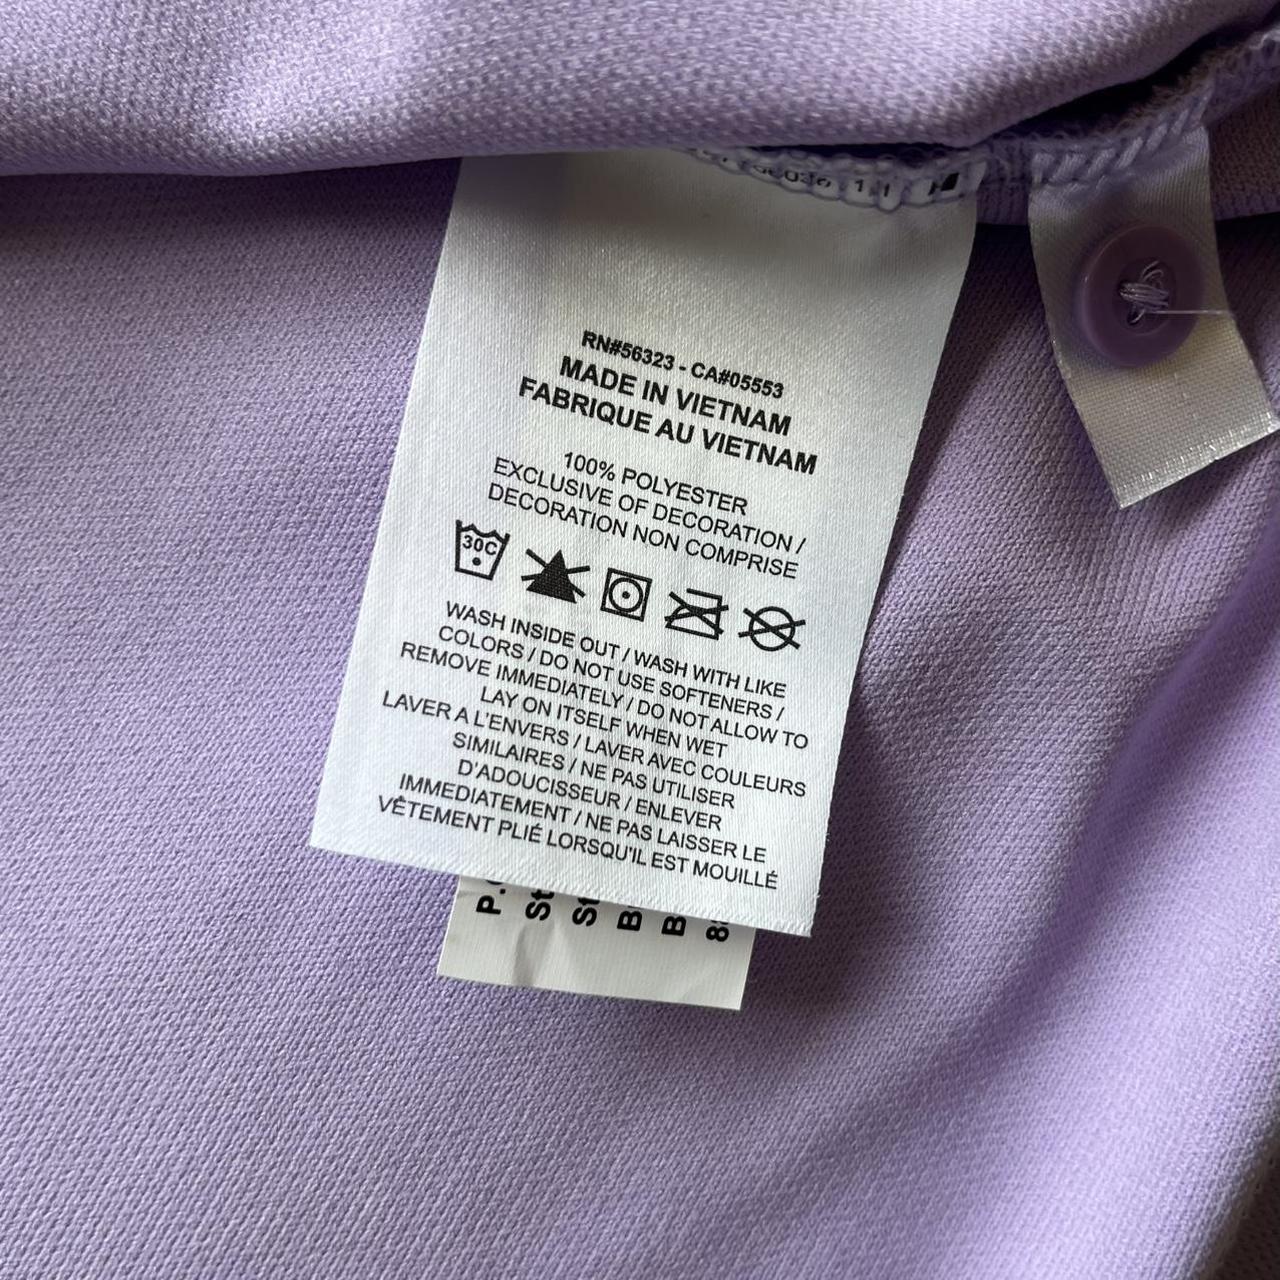 RN#56323 - CA#05553
MADE IN VIETNAM
FABRIQUE AU VIETNAM
100% POLYESTER
EXCLUSIVE OF DECORATION /
DECORATION NON COMPRISE
30C
WASH INSIDE OUT / WASH WITH LIKE
COLORS / DO NOT USE SOFTENERS /
REMOVE IMMEDIATELY / DO NOT ALLOW TO
LAY ON ITSELF WHEN WET
LAVER A L'ENVERS / LAVER AVEC COULEURS
SIMILAIRES / NE PAS UTILISER
D'ADOUCISSEUR / ENLEVER
IMMEDIATEMENT / NE PAS LAISSER LE
VÊTEMENT PLIÉ LORSQU'IL EST MOUILLÉ